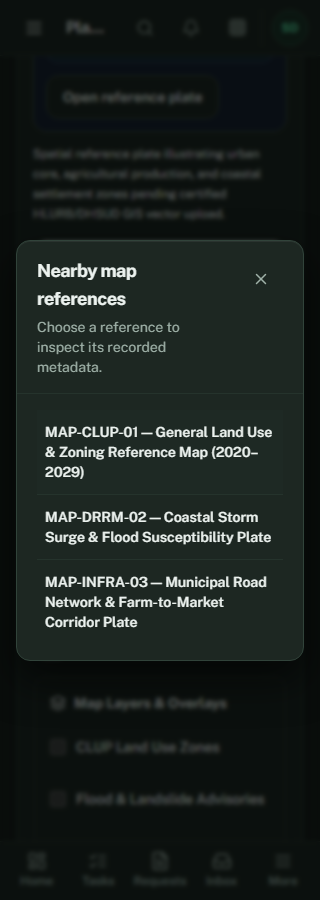 Pla...
Open reference plate
Spatial reference plate illustrating urban
core, agricultural production, and coastal
settlement zones pending certified
HLURB/DHSUD GIS vector upload.
Nearby map
references
Choose a reference to
inspect its recorded
metadata.
MAP-CLUP-01 — General Land Use
& Zoning Reference Map (2020–
2029)
MAP-DRRM-02 — Coastal Storm
Surge & Flood Susceptibility Plate
MAP-INFRA-03 — Municipal Road
Network & Farm-to-Market
Corridor Plate
Map Layers & Overlays
CLUP Land Use Zones
Flood & Landslide Advisories
Home
Tasks
Requests
Inbox
More